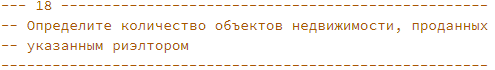 --- 18 -----------------------------------------------------
-- Определите количество объектов недвижимости, проданных
-- указанным риэлтором
------------------------------------------------------------